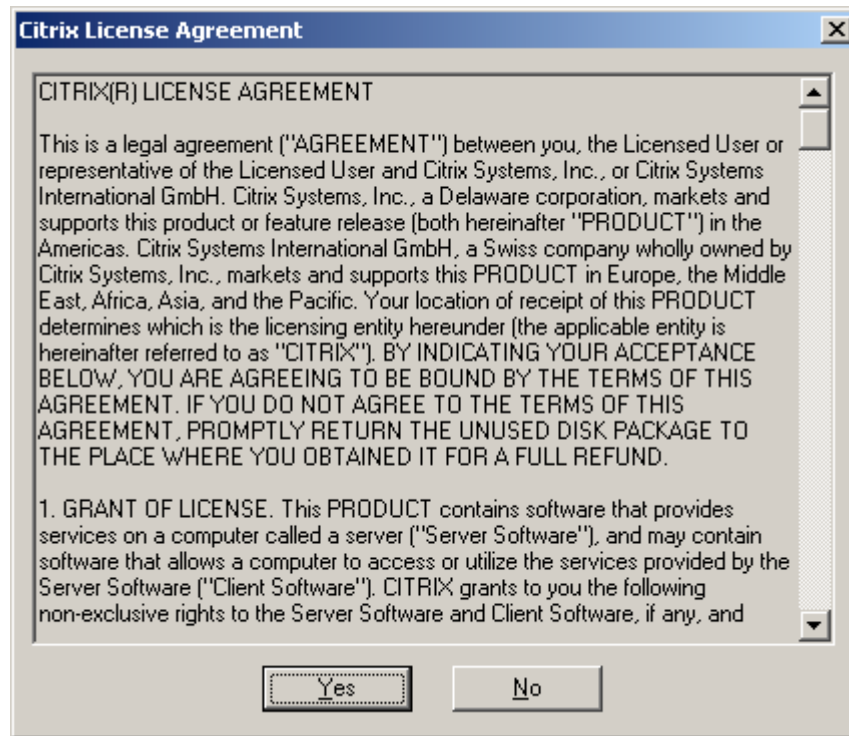 Citrix License Agreement
CITRIX(R) LICENSE AGREEMENT
This is a legal agreement ("AGREEMENT") between you, the Licensed User or
representative of the Licensed User and Citrix Systems, Inc., or Citrix Systems
International GmbH. Citrix Systems, Inc., a Delaware corporation, markets and
supports this product or feature release (both hereinafter "PRODUCT") in the
Americas. Citrix Systems International GmbH, a Swiss company wholly owned by
Citrix Systems, Inc., markets and supports this PRODUCT in Europe, the Middle
East, Africa, Asia, and the Pacific. Your location of receipt of this PRODUCT
determines which is the licensing entity hereunder (the applicable entity is
hereinafter referred to as "CITRIX"). BY INDICATING YOUR ACCEPTANCE
BELOW, YOU ARE AGREEING TO BE BOUND BY THE TERMS OF THIS
AGREEMENT. IF YOU DO NOT AGREE TO THE TERMS OF THIS
AGREEMENT, PROMPTLY RETURN THE UNUSED DISK PACKAGE TO
THE PLACE WHERE YOU OBTAINED IT FOR A FULL REFUND.
1. GRANT OF LICENSE. This PRODUCT contains software that provides
services on a computer called a server ("Server Software"), and may contain
software that allows a computer to access or utilize the services provided by the
Server Software ("Client Software"). CITRIX grants to you the following
non-exclusive rights to the Server Software and Client Software, if any, and
Yes
No